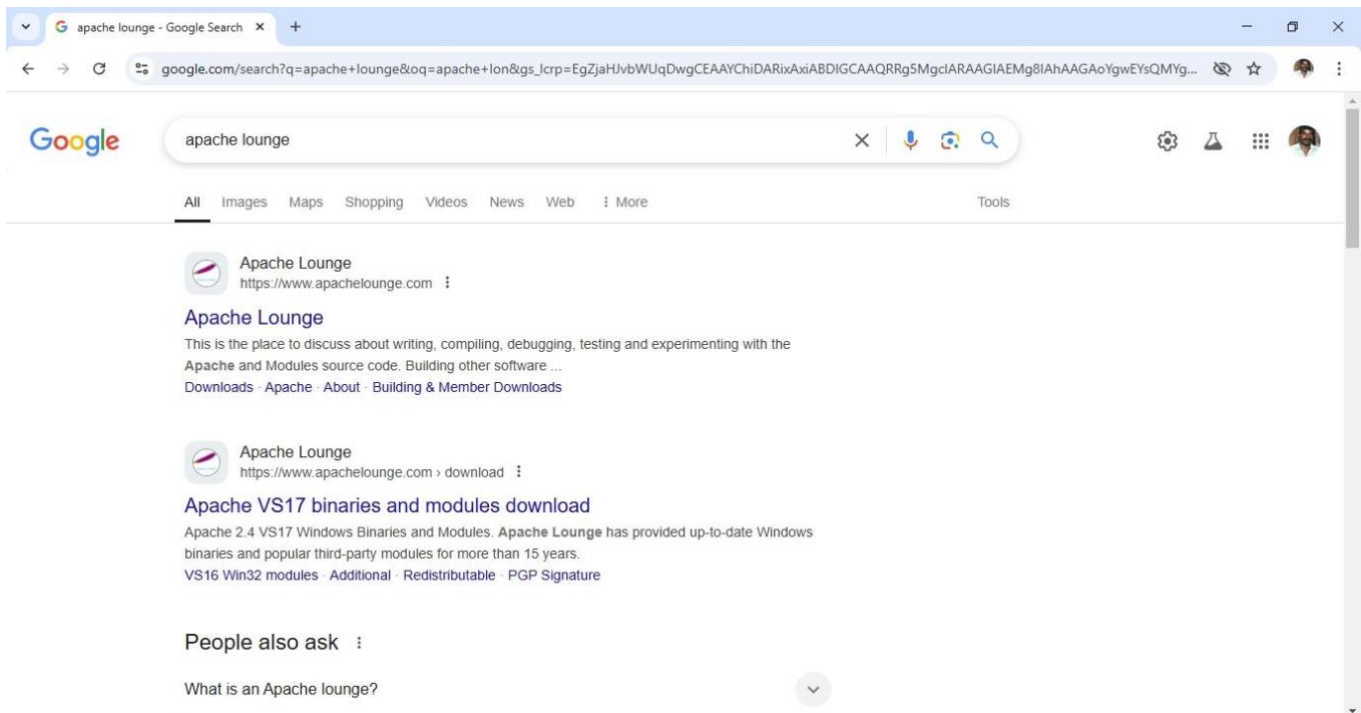 apache lounge - Google Search
google.com/search?q=apache+lounge&oq=apache+lon&gs_lcrp=EgZjaHJvbWUqDwgCEAAYChiDARixAxiABDIGCAAQRRg5MgcIARAAGIAEMg8IAhAAGAoYgwEYsQMYg...
Google
apache lounge
All Images Maps Shopping Videos News Web More Tools
Apache Lounge
https://www.apachelounge.com
Apache Lounge
This is the place to discuss about writing, compiling, debugging, testing and experimenting with the
Apache and Modules source code. Building other software ...
Downloads · Apache · About · Building & Member Downloads
Apache Lounge
https://www.apachelounge.com › download
Apache VS17 binaries and modules download
Apache 2.4 VS17 Windows Binaries and Modules. Apache Lounge has provided up-to-date Windows
binaries and popular third-party modules for more than 15 years.
VS16 Win32 modules · Additional · Redistributable · PGP Signature
People also ask
What is an Apache lounge?